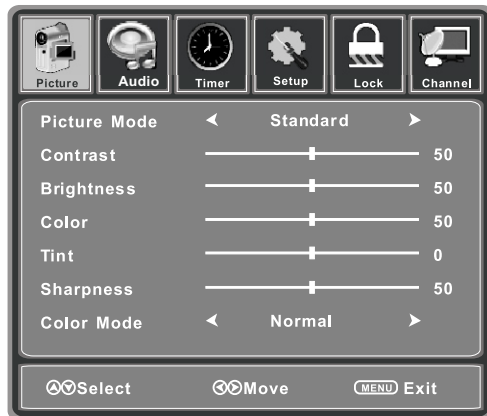 Picture Audio Timer Setup Lock Channel
Picture Mode Standard
Contrast 50
Brightness 50
Color 50
Tint 0
Sharpness 50
Color Mode Normal
Select Move MENU Exit